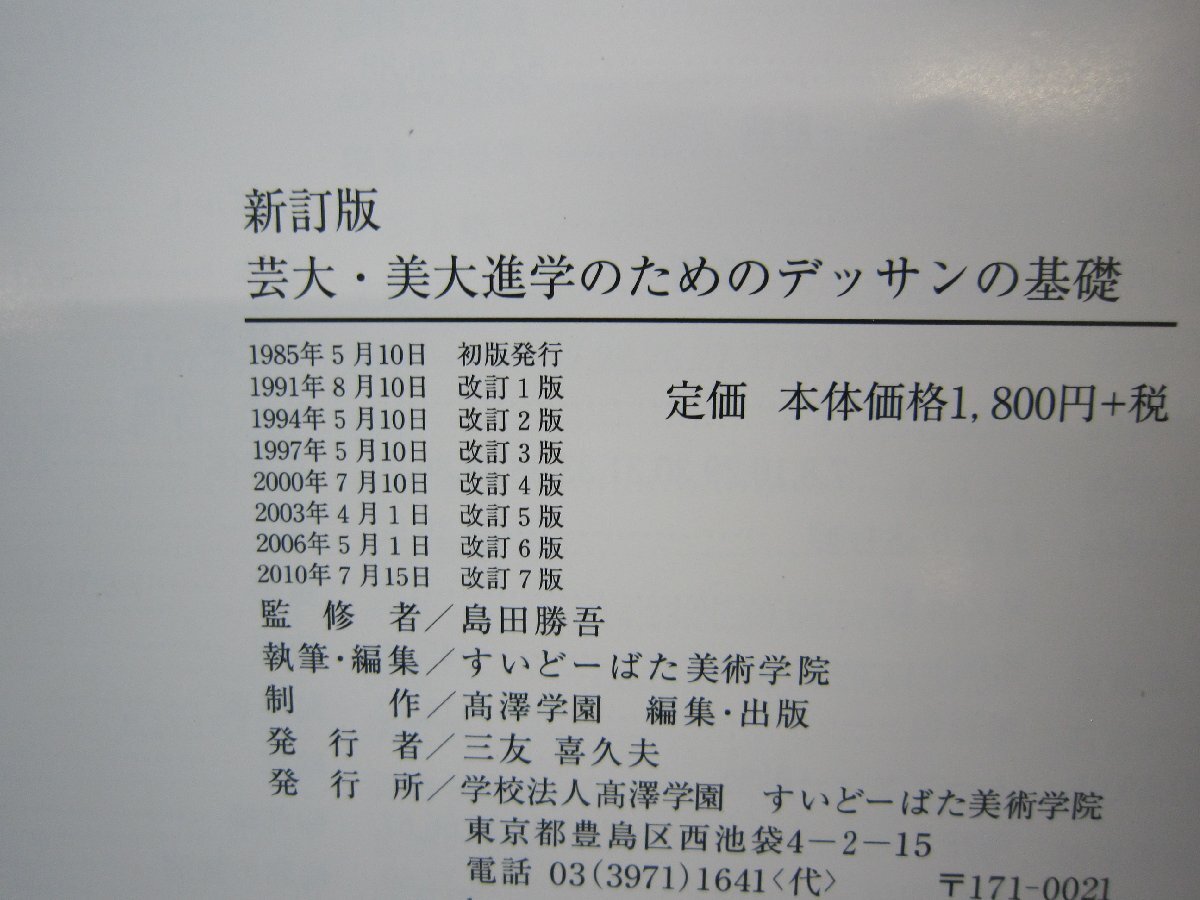 新訂版
芸大・美大進学のためのデッサンの基礎
1985年5月10日 初版発行
1991年8月10日 改訂1版
定価 本体価格1,800円+税
1994年5月10日 改訂2版
1997年5月10日 改訂3版
2000年7月10日 改訂4版
2003年4月1日 改訂5版
2006年5月1日 改訂6版
2010年7月15日 改訂7版
監修者/島田勝吾
執筆・編集/すいどーばた美術学院
制作/髙澤学園 編集・出版
発行者/三友 喜久夫
発行所/学校法人髙澤学園 すいどーばた美術学院
東京都豊島区西池袋4-2-15
電話 03(3971)1641〈代〉 〒171-0021